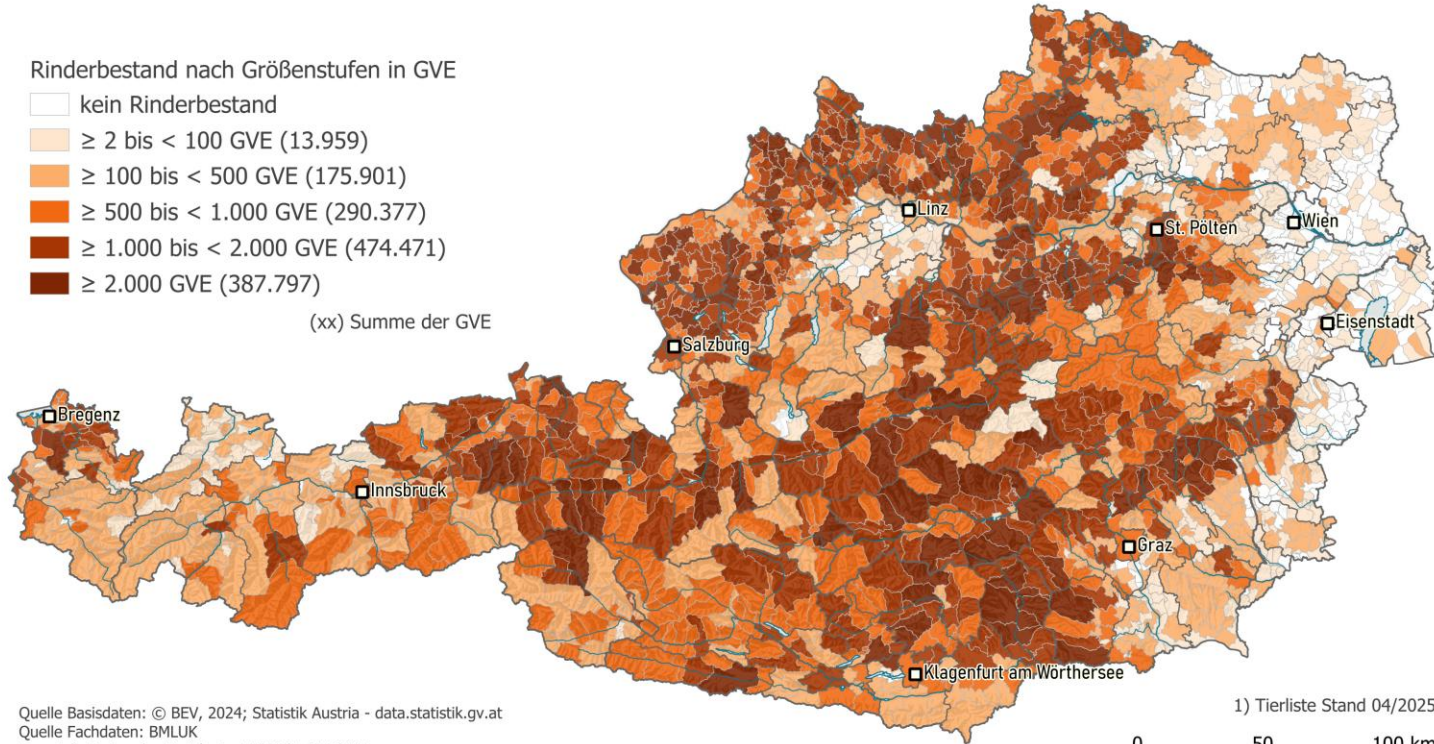 Rinderbestand nach Größenstufen in GVE
kein Rinderbestand
≥ 2 bis < 100 GVE (13.959)
≥ 100 bis < 500 GVE (175.901)
≥ 500 bis < 1.000 GVE (290.377)
≥ 1.000 bis < 2.000 GVE (474.471)
≥ 2.000 GVE (387.797)
(xx) Summe der GVE
Linz
St. Pölten
Wien
Eisenstadt
Salzburg
Bregenz
Innsbruck
Graz
Klagenfurt am Wörthersee
Quelle Basisdaten: © BEV, 2024; Statistik Austria - data.statistik.gv.at
Quelle Fachdaten: BMLUK
1) Tierliste Stand 04/2025
0 50 100 km